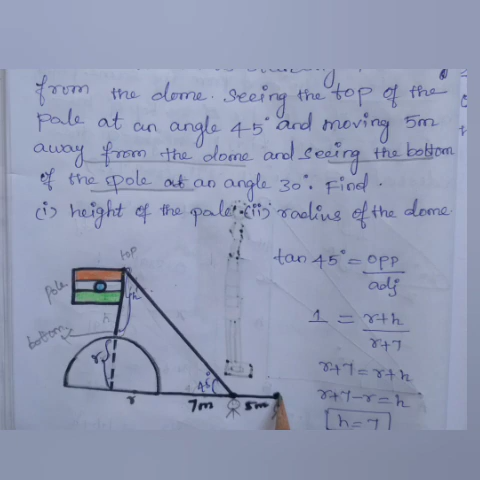 from the dome. Seeing the top of the
pale at an angle 45° and moving 5m
away from the dome and seeing the bottom
of the pole at an angle 30°. Find.
(i) height of the pale (ii) radius of the dome.
top
pole
h
bottom
r
r
45°
7m
5m
tan 45° = opp
adj
1 = r+h
r+7
r+7 = r+h
r+7-r = h
h = 7